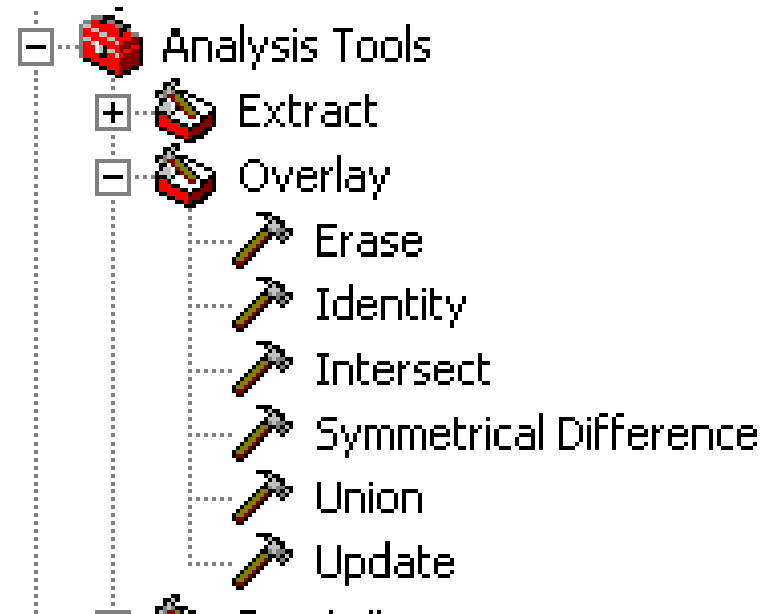 Analysis Tools
Extract
Overlay
Erase
Identity
Intersect
Symmetrical Difference
Union
Update